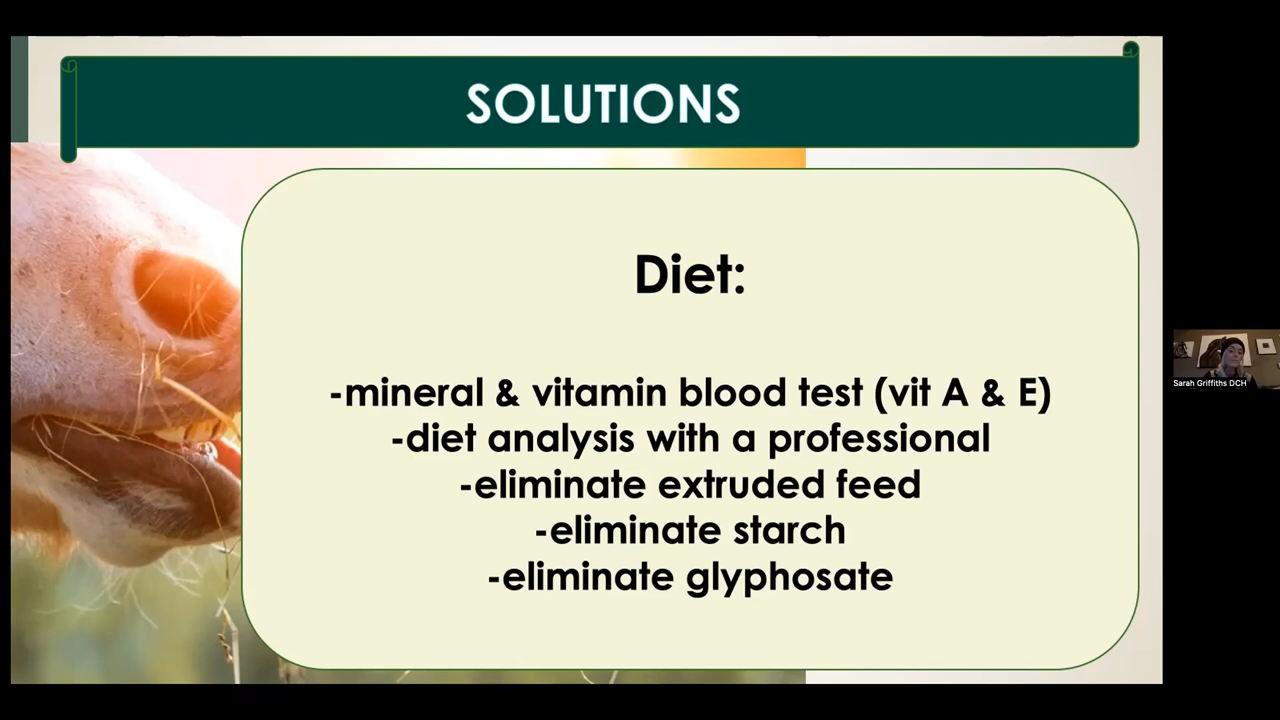 SOLUTIONS
Diet:
-mineral & vitamin blood test (vit A & E)
-diet analysis with a professional
-eliminate extruded feed
-eliminate starch
-eliminate glyphosate
Sarah Griffiths DCH